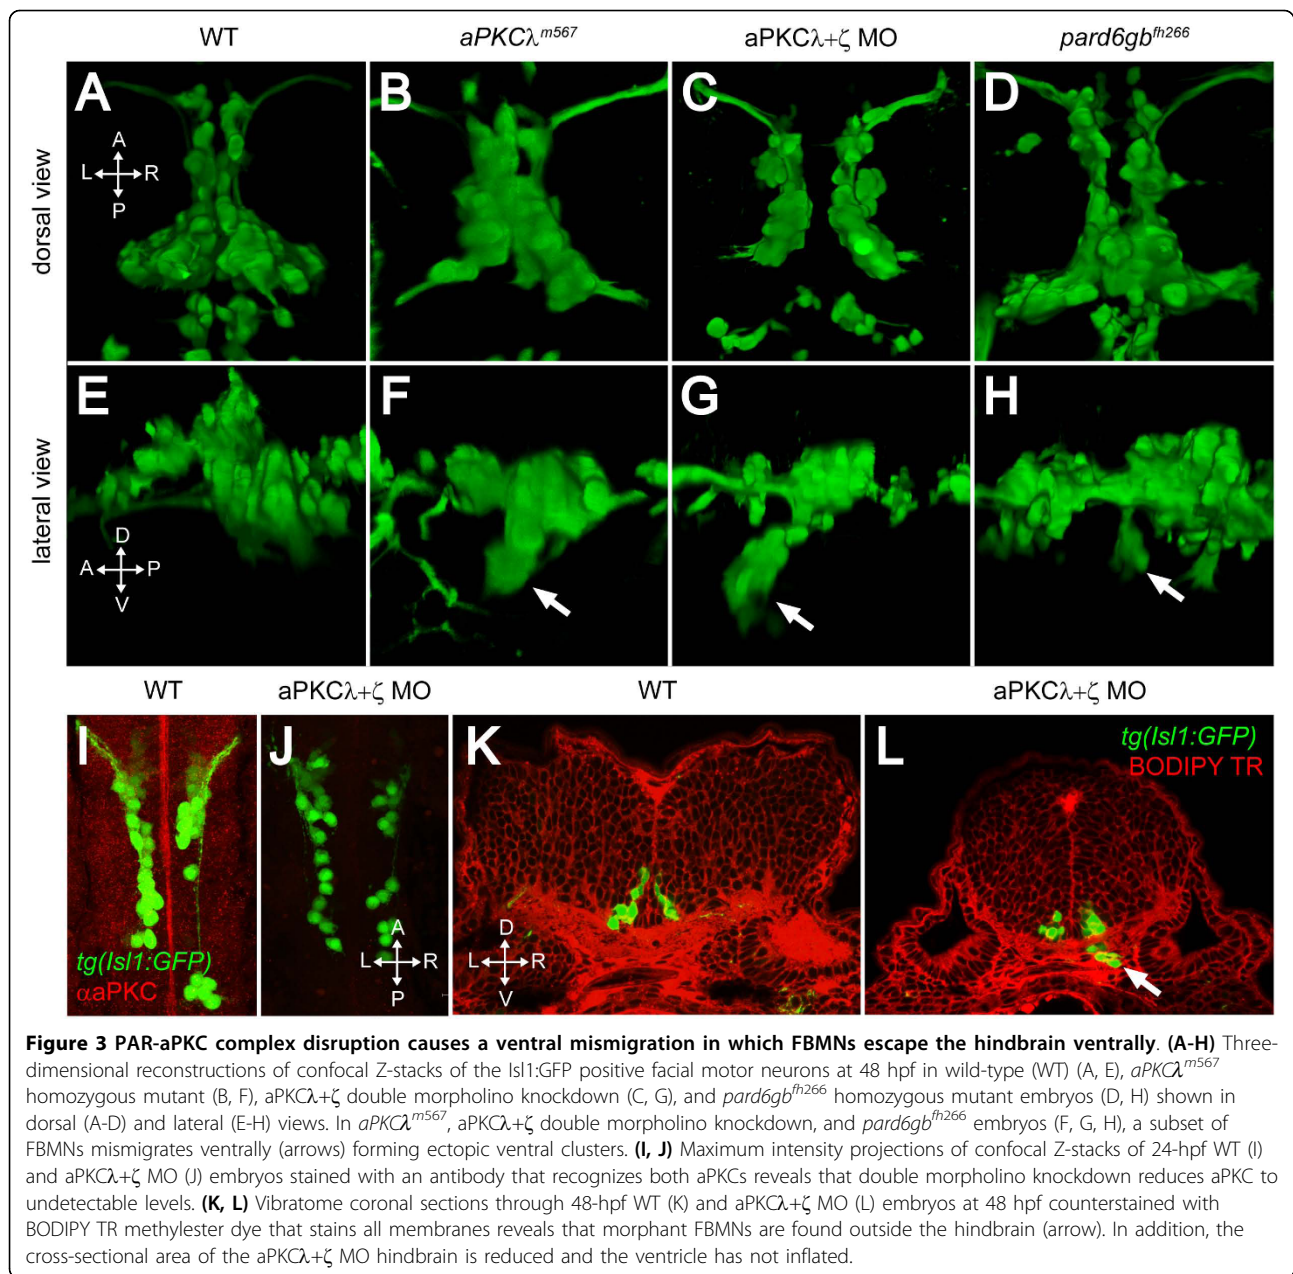 WT
aPKCλm567
aPKCλ+ζ MO
pard6gbfh266
dorsal view
A
B
C
D
A
L R
P
lateral view
E
F
G
H
D
A P
V
WT
aPKCλ+ζ MO
WT
aPKCλ+ζ MO
I
J
K
L
tg(Isl1:GFP)
BODIPY TR
tg(Isl1:GFP)
αaPKC
A
L R
P
D
L R
V
Figure 3 PAR-aPKC complex disruption causes a ventral mismigration in which FBMNs escape the hindbrain ventrally. (A-H) Three-
dimensional reconstructions of confocal Z-stacks of the Isl1:GFP positive facial motor neurons at 48 hpf in wild-type (WT) (A, E), aPKCλm567
homozygous mutant (B, F), aPKCλ+ζ double morpholino knockdown (C, G), and pard6gbfh266 homozygous mutant embryos (D, H) shown in
dorsal (A-D) and lateral (E-H) views. In aPKCλm567, aPKCλ+ζ double morpholino knockdown, and pard6gbfh266 embryos (F, G, H), a subset of
FBMNs mismigrates ventrally (arrows) forming ectopic ventral clusters. (I, J) Maximum intensity projections of confocal Z-stacks of 24-hpf WT (I)
and aPKCλ+ζ MO (J) embryos stained with an antibody that recognizes both aPKCs reveals that double morpholino knockdown reduces aPKC to
undetectable levels. (K, L) Vibratome coronal sections through 48-hpf WT (K) and aPKCλ+ζ MO (L) embryos at 48 hpf counterstained with
BODIPY TR methylester dye that stains all membranes reveals that morphant FBMNs are found outside the hindbrain (arrow). In addition, the
cross-sectional area of the aPKCλ+ζ MO hindbrain is reduced and the ventricle has not inflated.